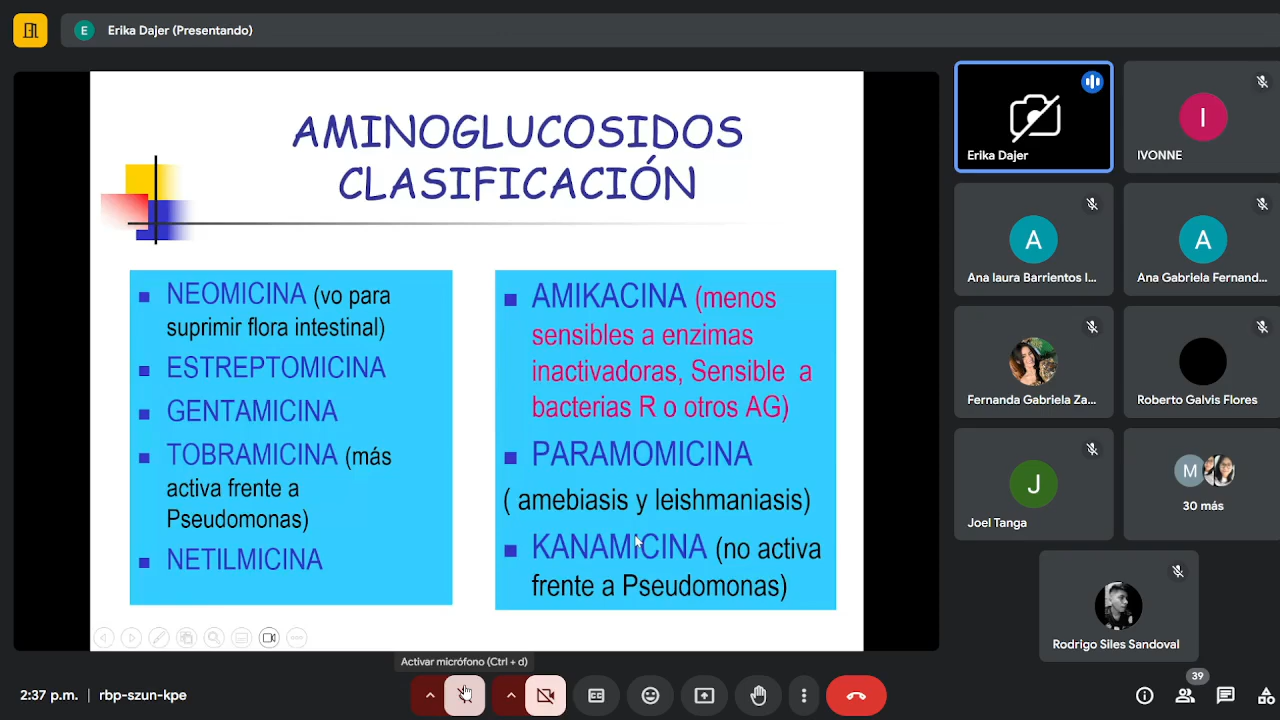 E Erika Dajer (Presentando)
AMINOGLUCOSIDOS
CLASIFICACIÓN
NEOMICINA (vo para
suprimir flora intestinal)
ESTREPTOMICINA
GENTAMICINA
TOBRAMICINA (más
activa frente a
Pseudomonas)
NETILMICINA
AMIKACINA (menos
sensibles a enzimas
inactivadoras, Sensible a
bacterias R o otros AG)
PARAMOMICINA
( amebiasis y leishmaniasis)
KANAMICINA (no activa
frente a Pseudomonas)
Erika Dajer
I
IVONNE
A
Ana laura Barrientos I...
A
Ana Gabriela Fernand...
Fernanda Gabriela Za...
Roberto Galvis Flores
J
Joel Tanga
M
30 más
Rodrigo Siles Sandoval
Activar micrófono (Ctrl + d)
2:37 p.m. | rbp-szun-kpe
39